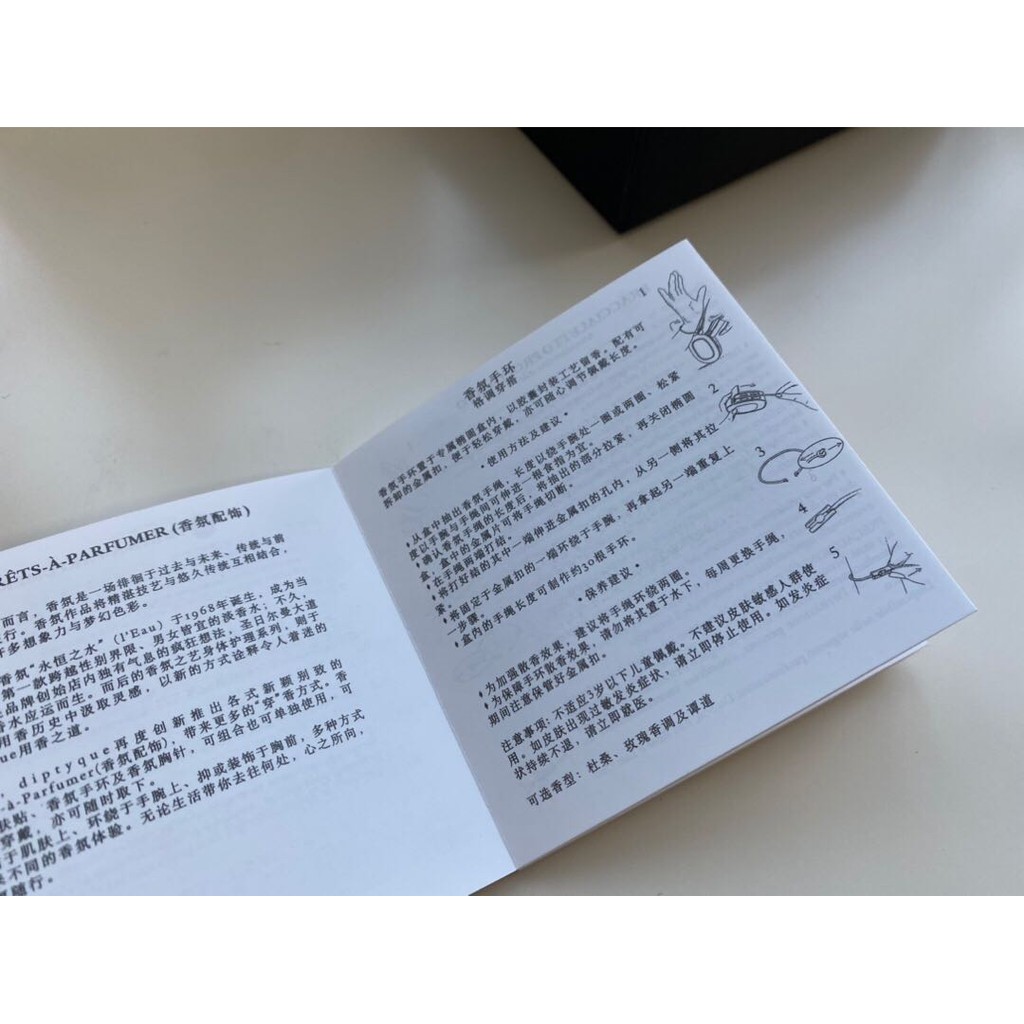 RÊTS-À-PARFUMER (香氛配饰)
而言，香氛是一场徘徊于过去与未来、传统与前
行。香氛作品将精湛技艺与悠久传统互相结合，
多想象力与梦幻色彩。
香氛“永恒之水”（l'Eau）于1968年诞生，成为当
第一款跨越性别界限、男女皆宜的淡香水，不久，
品牌创始店内独有气息的疯狂想法，圣日尔曼大道
香水应运而生。而后的香氛之艺身体护理系列，则于
用香历史中汲取灵感，以新的方式诠释令人着迷的
ue用香之道。
，diptyque再度创新推出各式新颖别致的
-à-Parfumer(香氛配饰)，带来更多的“穿”香方式。香
肤贴、香氛手环及香氛胸针，可组合也可单独使用，
穿戴，亦可随时取下。
于肌肤上、环绕于手腕上、抑或装饰于胸前，多种方式
不同的香氛体验。无论生活带你去往何处，心之所向，
随行。
香氛手环
格调穿搭
香氛手环置于专属椭圆盒内，以胶囊封装工艺留香。配有可
拆卸的金属扣，便于轻松穿戴，亦可随心调节佩戴长度。
•使用方法及建议•
•从盒中抽出香氛手绳，长度以绕手腕处一圈或两圈、松紧
度以手腕与手绳间可伸进一根食指为宜。
•确认香氛手绳的长度后，将抽出的部分拉紧，再关闭椭圆
盒，盒中的金属片可将手绳切断。
•在手绳两端打结。
•将打好结的其中一端伸进金属扣的孔内，从另一侧将其拉
紧。
•将固定于金属扣的一端环绕于手腕，再拿起另一端重复上
一步骤。
•盒内的手绳长度可制作约30根手环。
•保养建议•
•为加强散香效果，建议将手绳环绕两圈。
•为保持手环散香效果，请勿将其置于水下，每周更换手绳，
期间注意保管好金属扣。
注意事项：不适应3岁以下儿童佩戴。不建议皮肤敏感人群使
用。如皮肤出现过敏发炎症状，请立即停止使用。如发炎症
状持续不退，请立即就医。
可选香型：杜桑、玫瑰香调及谭道
1
2
3
4
5